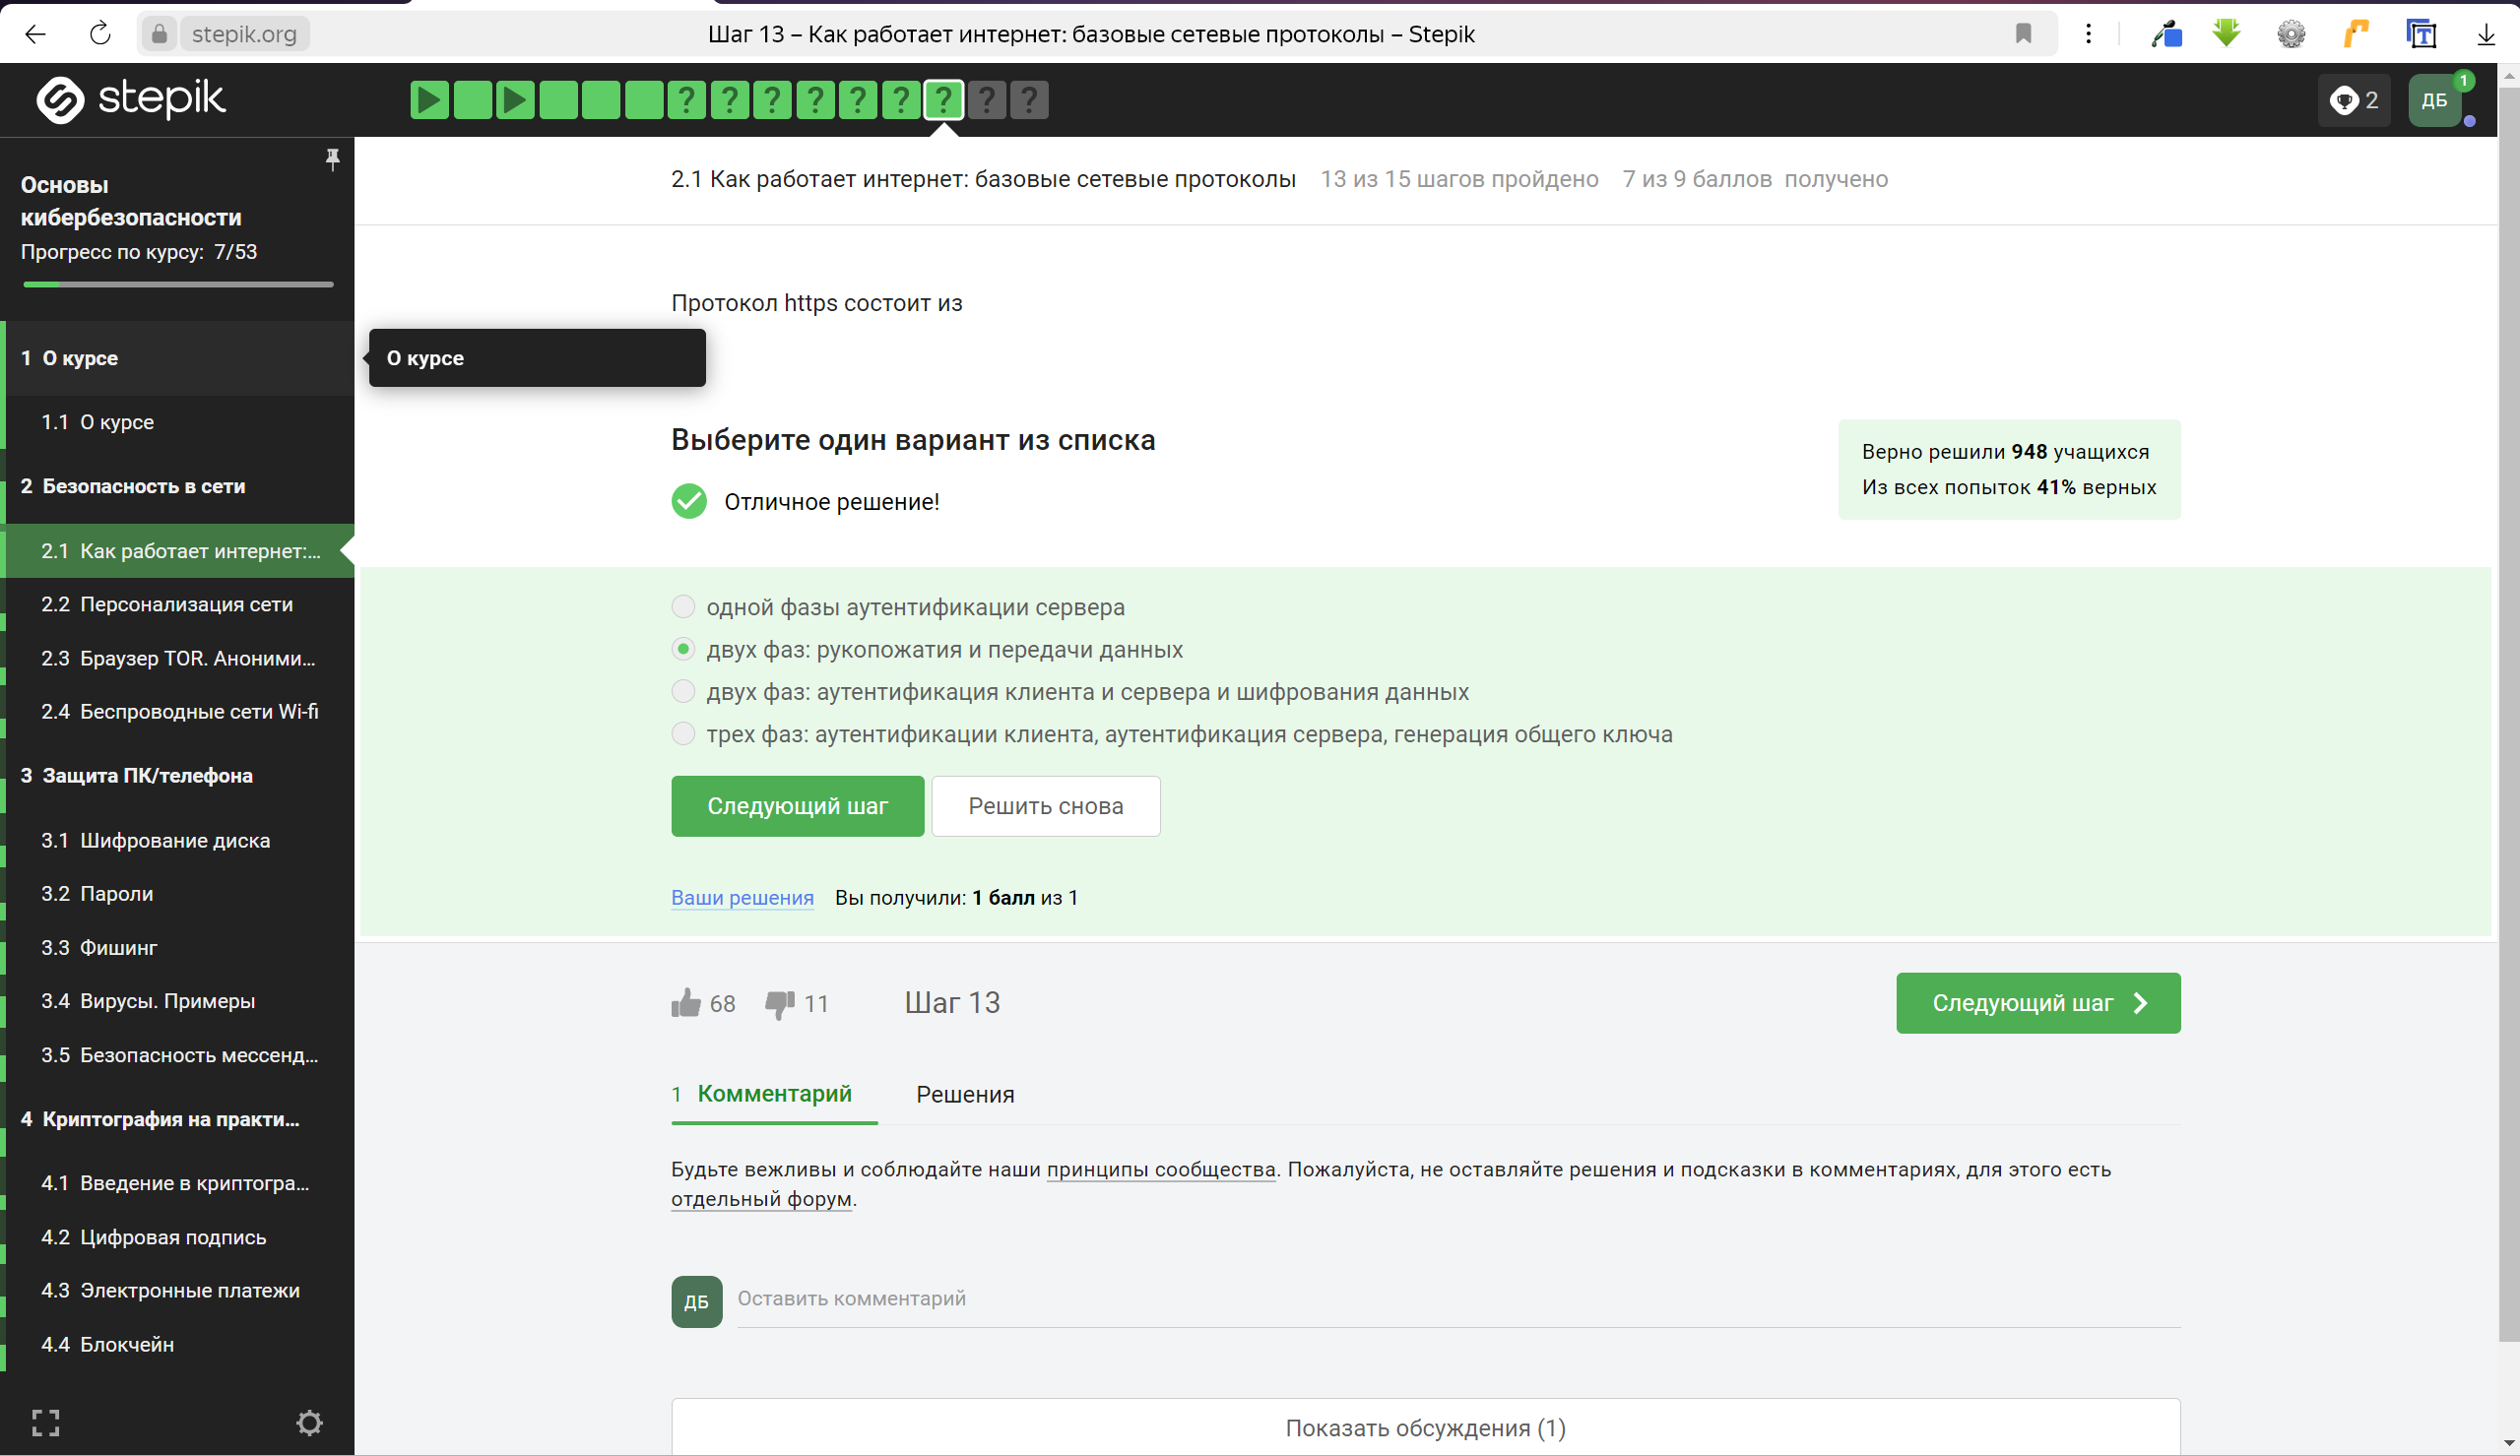 stepik.org
Шаг 13 – Как работает интернет: базовые сетевые протоколы – Stepik
stepik
? ? ? ? ? ? ? ? ?
2
ДБ
1
Основы
кибербезопасности
Прогресс по курсу: 7/53
1 О курсе
1.1 О курсе
2 Безопасность в сети
2.1 Как работает интернет:...
2.2 Персонализация сети
2.3 Браузер TOR. Аноними...
2.4 Беспроводные сети Wi-fi
3 Защита ПК/телефона
3.1 Шифрование диска
3.2 Пароли
3.3 Фишинг
3.4 Вирусы. Примеры
3.5 Безопасность мессенд...
4 Криптография на практи...
4.1 Введение в криптогра...
4.2 Цифровая подпись
4.3 Электронные платежи
4.4 Блокчейн
О курсе
2.1 Как работает интернет: базовые сетевые протоколы 13 из 15 шагов пройдено 7 из 9 баллов получено
Протокол https состоит из
Выберите один вариант из списка
Отличное решение!
Верно решили 948 учащихся
Из всех попыток 41% верных
одной фазы аутентификации сервера
двух фаз: рукопожатия и передачи данных
двух фаз: аутентификация клиента и сервера и шифрования данных
трех фаз: аутентификации клиента, аутентификация сервера, генерация общего ключа
Следующий шаг Решить снова
Ваши решения Вы получили: 1 балл из 1
68 11 Шаг 13 Следующий шаг
1 Комментарий Решения
Будьте вежливы и соблюдайте наши принципы сообщества. Пожалуйста, не оставляйте решения и подсказки в комментариях, для этого есть
отдельный форум.
ДБ Оставить комментарий
Показать обсуждения (1)